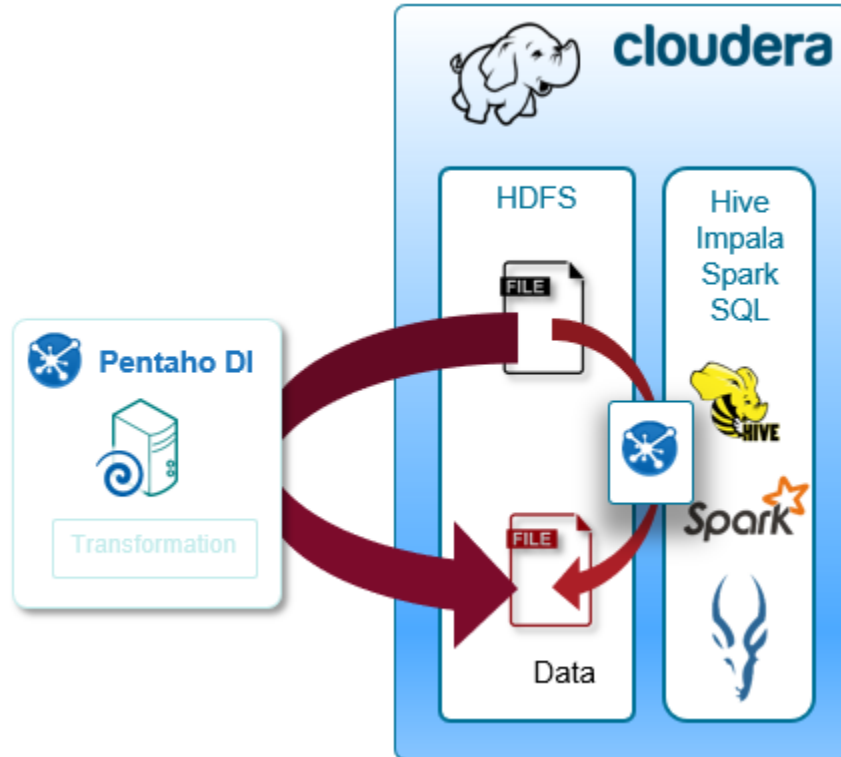 cloudera
HDFS
Hive
Impala
Spark
SQL
FILE
Pentaho DI
HIVE
Transformation
Spark
FILE
Data